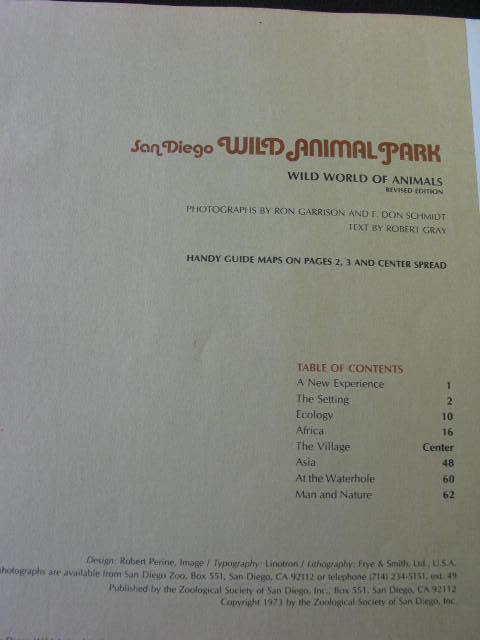 San Diego WILD ANIMAL PARK
WILD WORLD OF ANIMALS
REVISED EDITION
PHOTOGRAPHS BY RON GARRISON AND F. DON SCHMIDT
TEXT BY ROBERT GRAY
HANDY GUIDE MAPS ON PAGES 2, 3 AND CENTER SPREAD
TABLE OF CONTENTS
A New Experience 1
The Setting 2
Ecology 10
Africa 16
The Village Center
Asia 48
At the Waterhole 60
Man and Nature 62
Design: Robert Perine, Image / Typography: Linotron / Lithography: Frye & Smith, Ltd., U.S.A.
photographs are available from San Diego Zoo, Box 551, San Diego, CA 92112 or telephone (714) 234-5151, ext. 49
Published by the Zoological Society of San Diego, Inc., Box 551, San Diego, CA 92112
Copyright 1973 by the Zoological Society of San Diego, Inc.